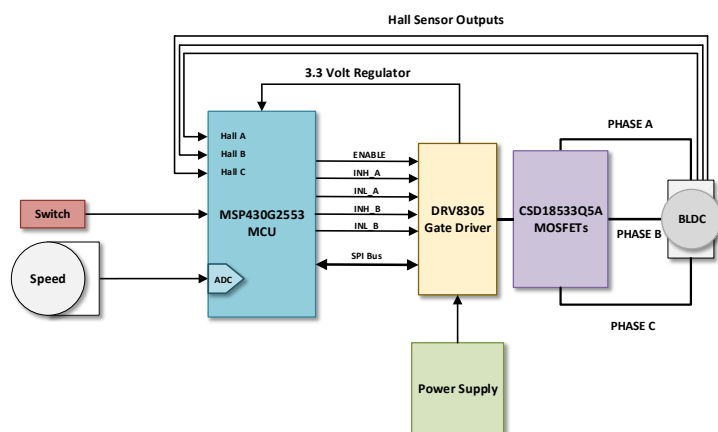 Hall Sensor Outputs
3.3 Volt Regulator
Hall A
Hall B
Hall C
MSP430G2553
MCU
ADC
Switch
Speed
ENABLE
INH_A
INL_A
INH_B
INL_B
SPI Bus
DRV8305
Gate Driver
CSD18533Q5A
MOSFETs
PHASE A
PHASE B
PHASE C
BLDC
Power Supply